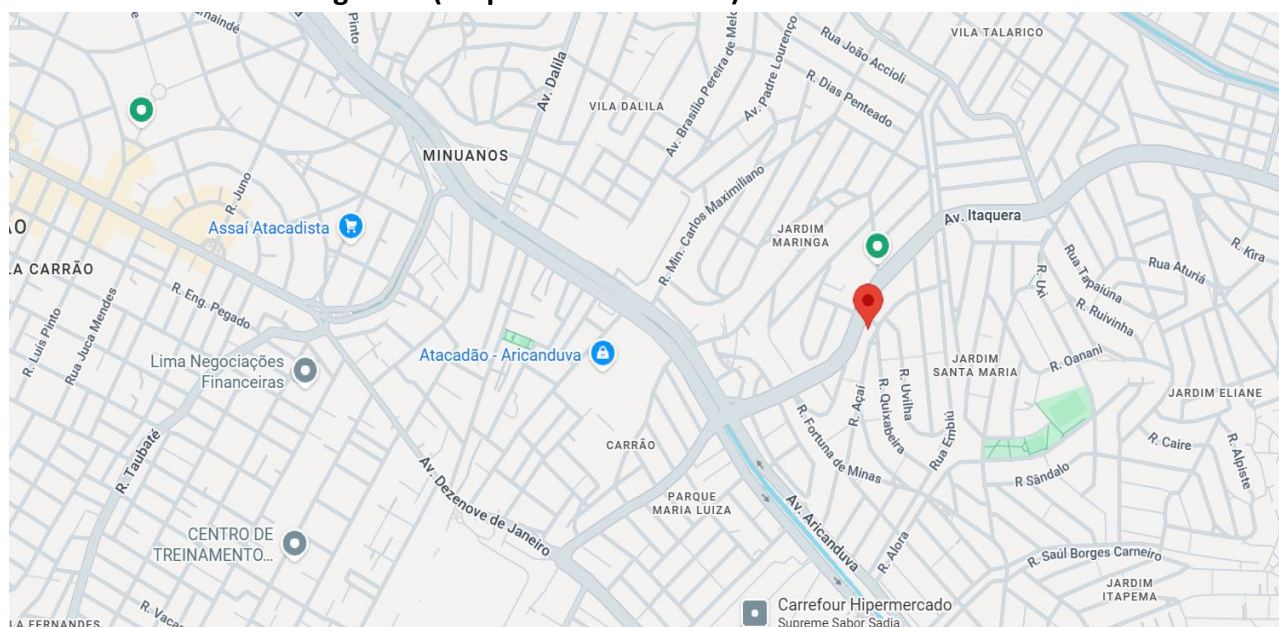 Pinto
VILA TALARICO
Rua João Accioli
Av. Padre Lourenço
R. Dias Penteado
Av. Brasílio Pereira de Melo
Av. Dalila
VILA DALILA
MINUANOS
R. Min. Carlos Maximiliano
R. Juno
Assaí Atacadista
JARDIM
MARINGA
Av. Itaquera
R. Kira
Rua Aturiá
Rua Tapaiúna
R. Uxi
R. Ruivinha
LA CARRÃO
R. Eng. Pegado
Rua Juca Mendes
R. Luís Pinto
Lima Negociações
Financeiras
Atacadão - Aricanduva
JARDIM
SANTA MARIA
R. Oanani
JARDIM ELIANE
R. Açaí
R. Uvilha
R. Quixabeira
Rua Embiú
R. Fortuna de Minas
R. Caire
R. Alpiste
R Sândalo
CARRÃO
R. Taubaté
Av. Dezenove de Janeiro
PARQUE
MARIA LUIZA
Av. Aricanduva
R. Alora
CENTRO DE
TREINAMENTO...
R. Saúl Borges Carneiro
JARDIM
ITAPEMA
Carrefour Hipermercado
Supreme Sabor Sadia
LA FERNANDES